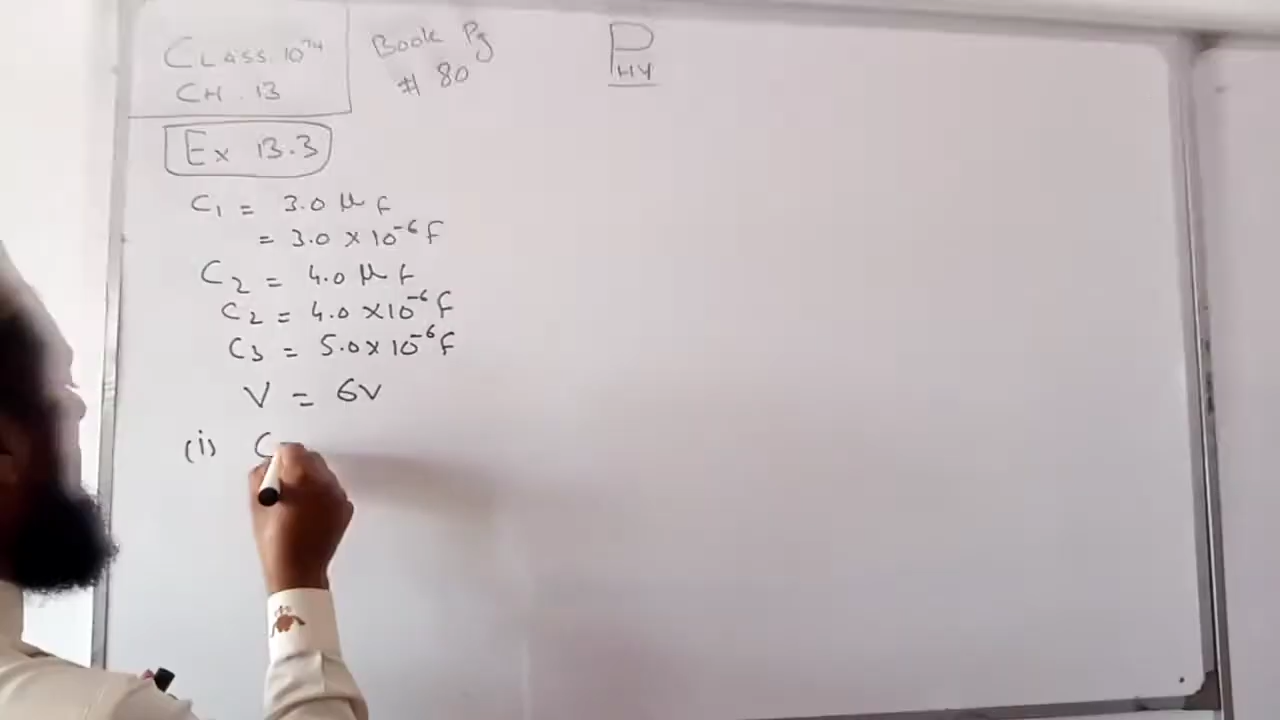 CLASS.10TH
CH.13
Book Pg
# 80
PHY
Ex 13.3
C₁ = 3.0 μF
= 3.0 × 10⁻⁶ F
C₂ = 4.0 μF
C₂ = 4.0 × 10⁻⁶ F
C₃ = 5.0 × 10⁻⁶ F
V = 6V
(i) C